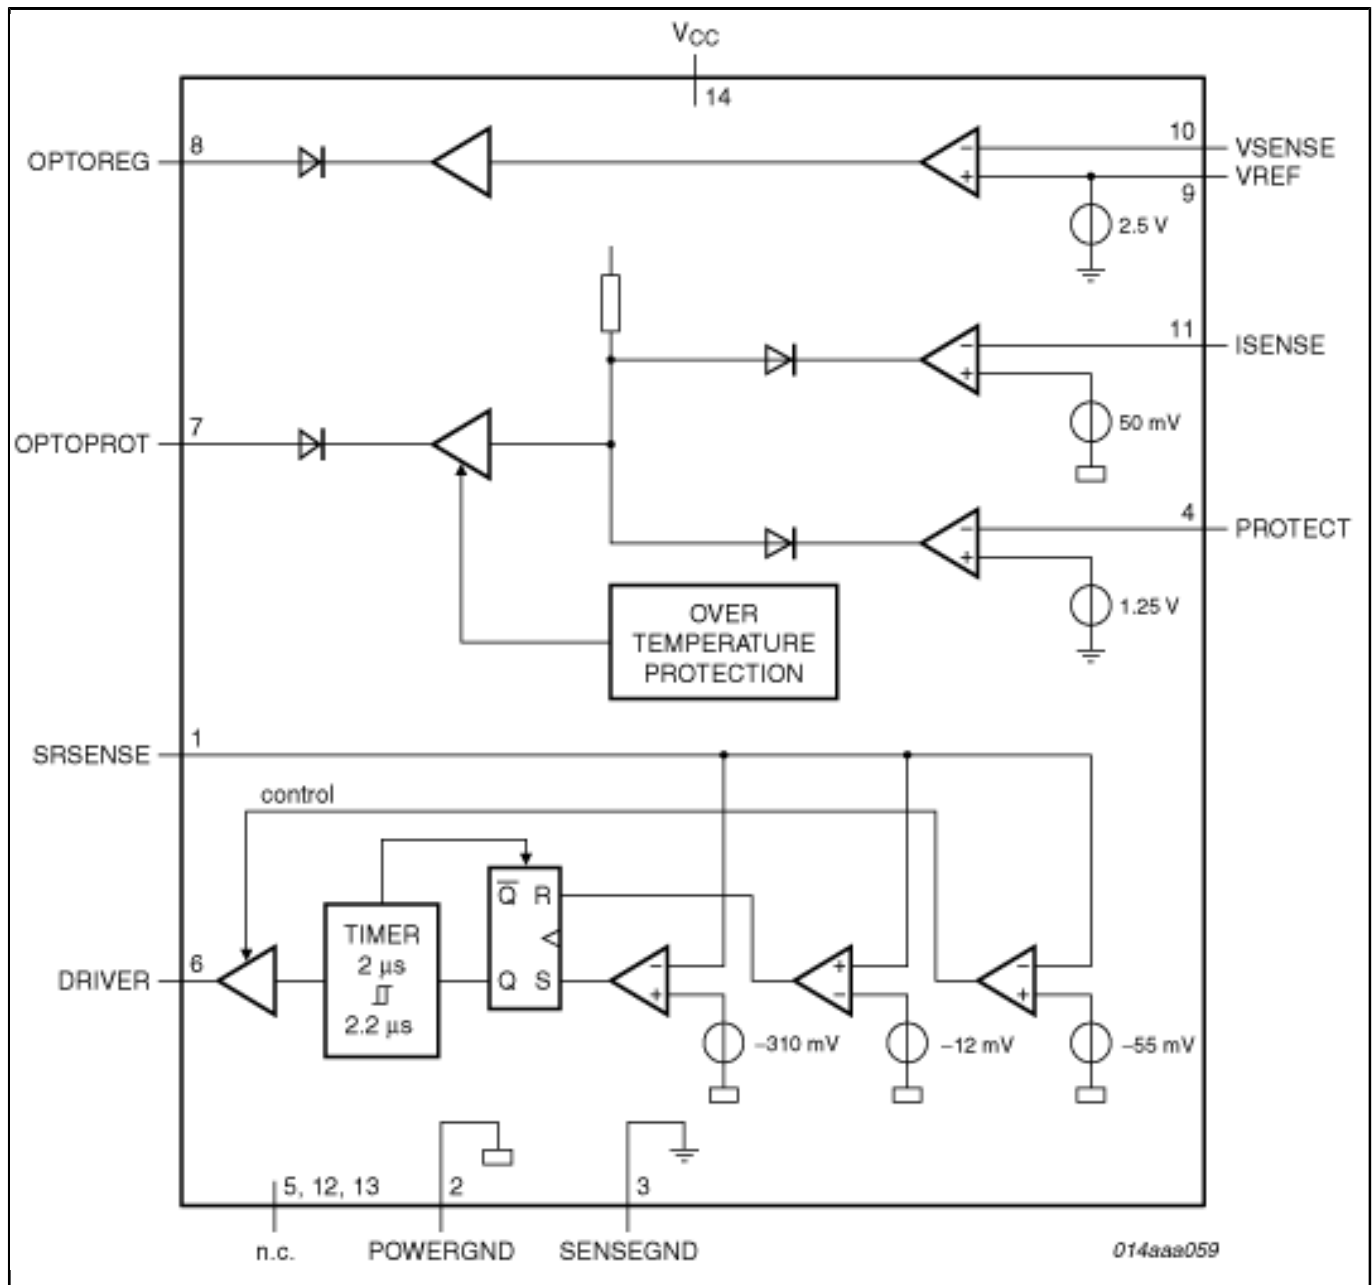 VCC
14
OPTOREG
8
10
VSENSE
−
+
VREF
9
2.5 V
11
ISENSE
−
+
50 mV
OPTOPROT
7
4
PROTECT
−
+
1.25 V
OVER
TEMPERATURE
PROTECTION
SRSENSE
1
control
Q R
Q S
TIMER
2 μs
2.2 μs
DRIVER
6
−
+
−310 mV
+
−
−12 mV
−
+
−55 mV
5, 12, 13
2
3
n.c.
POWERGND
SENSEGND
014aaa059